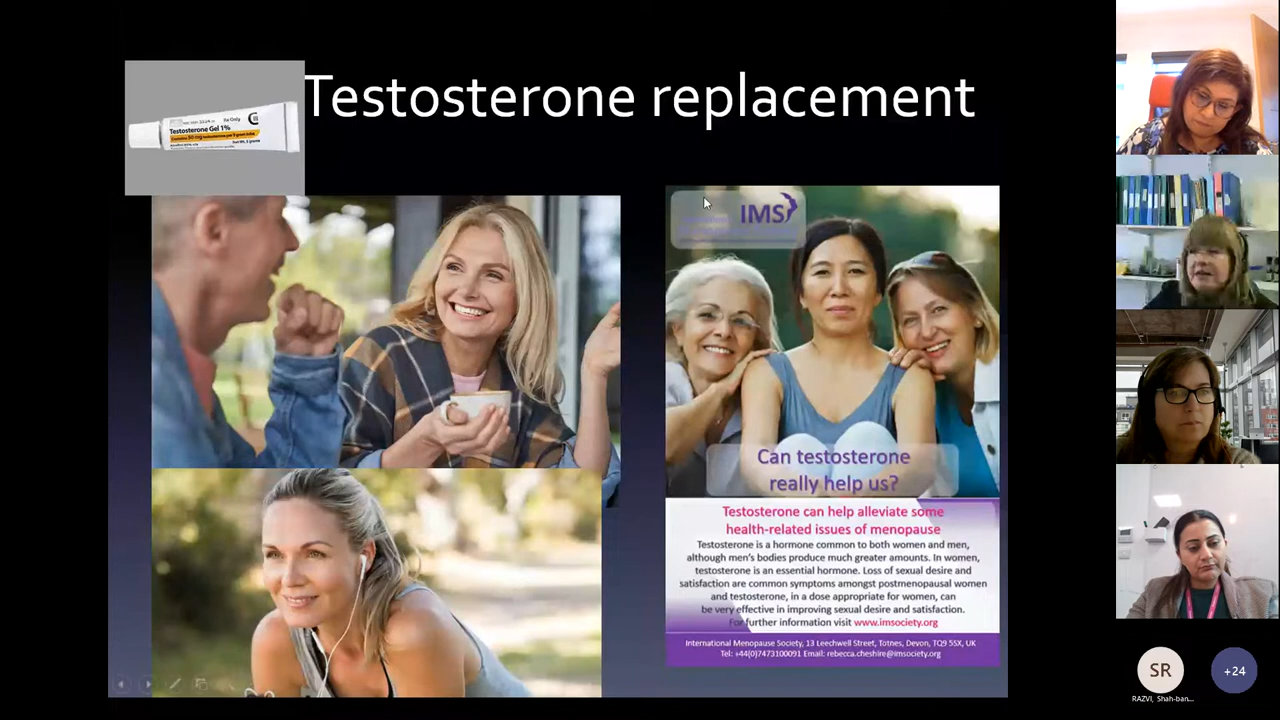 Testosterone replacement
Testosterone Gel 1%
IMS
Can testosterone
really help us?
Testosterone can help alleviate some
health-related issues of menopause
Testosterone is a hormone common to both women and men,
although men's bodies produce much greater amounts. In women,
testosterone is an essential hormone. Loss of sexual desire and
satisfaction are common symptoms amongst postmenopausal women
and testosterone, in a dose appropriate for women, can
be very effective in improving sexual desire and satisfaction.
For further information visit www.imsociety.org
International Menopause Society, 13 Leechwell Street, Totnes, Devon, TQ9 5SX, UK
Tel: +44(0)7473100091 Email: rebecca.cheshire@imsociety.org
SR
+24
RAZVI, Shah-ban...